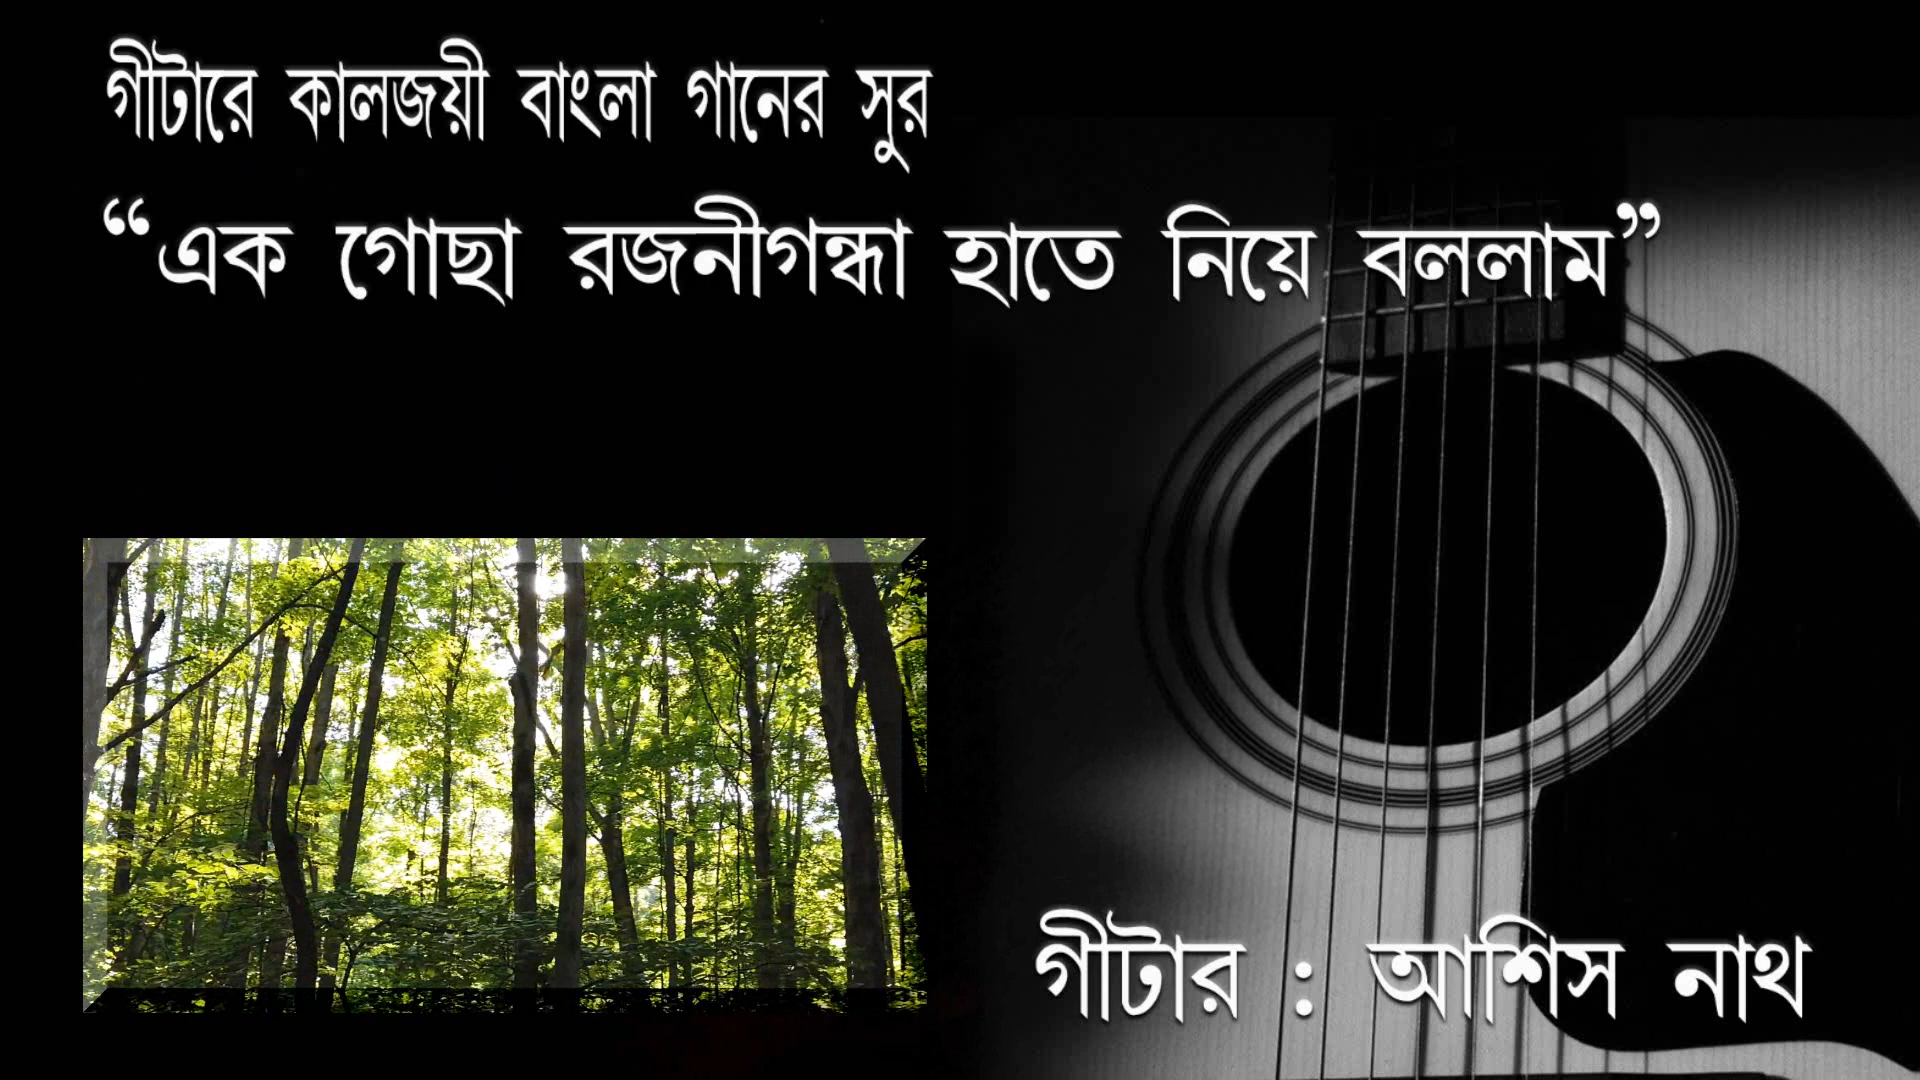 গীটারে কালজয়ী বাংলা গানের সুর
“এক গোছা রজনীগন্ধা হাতে নিয়ে বললাম”
গীটার : আশিস নাথ